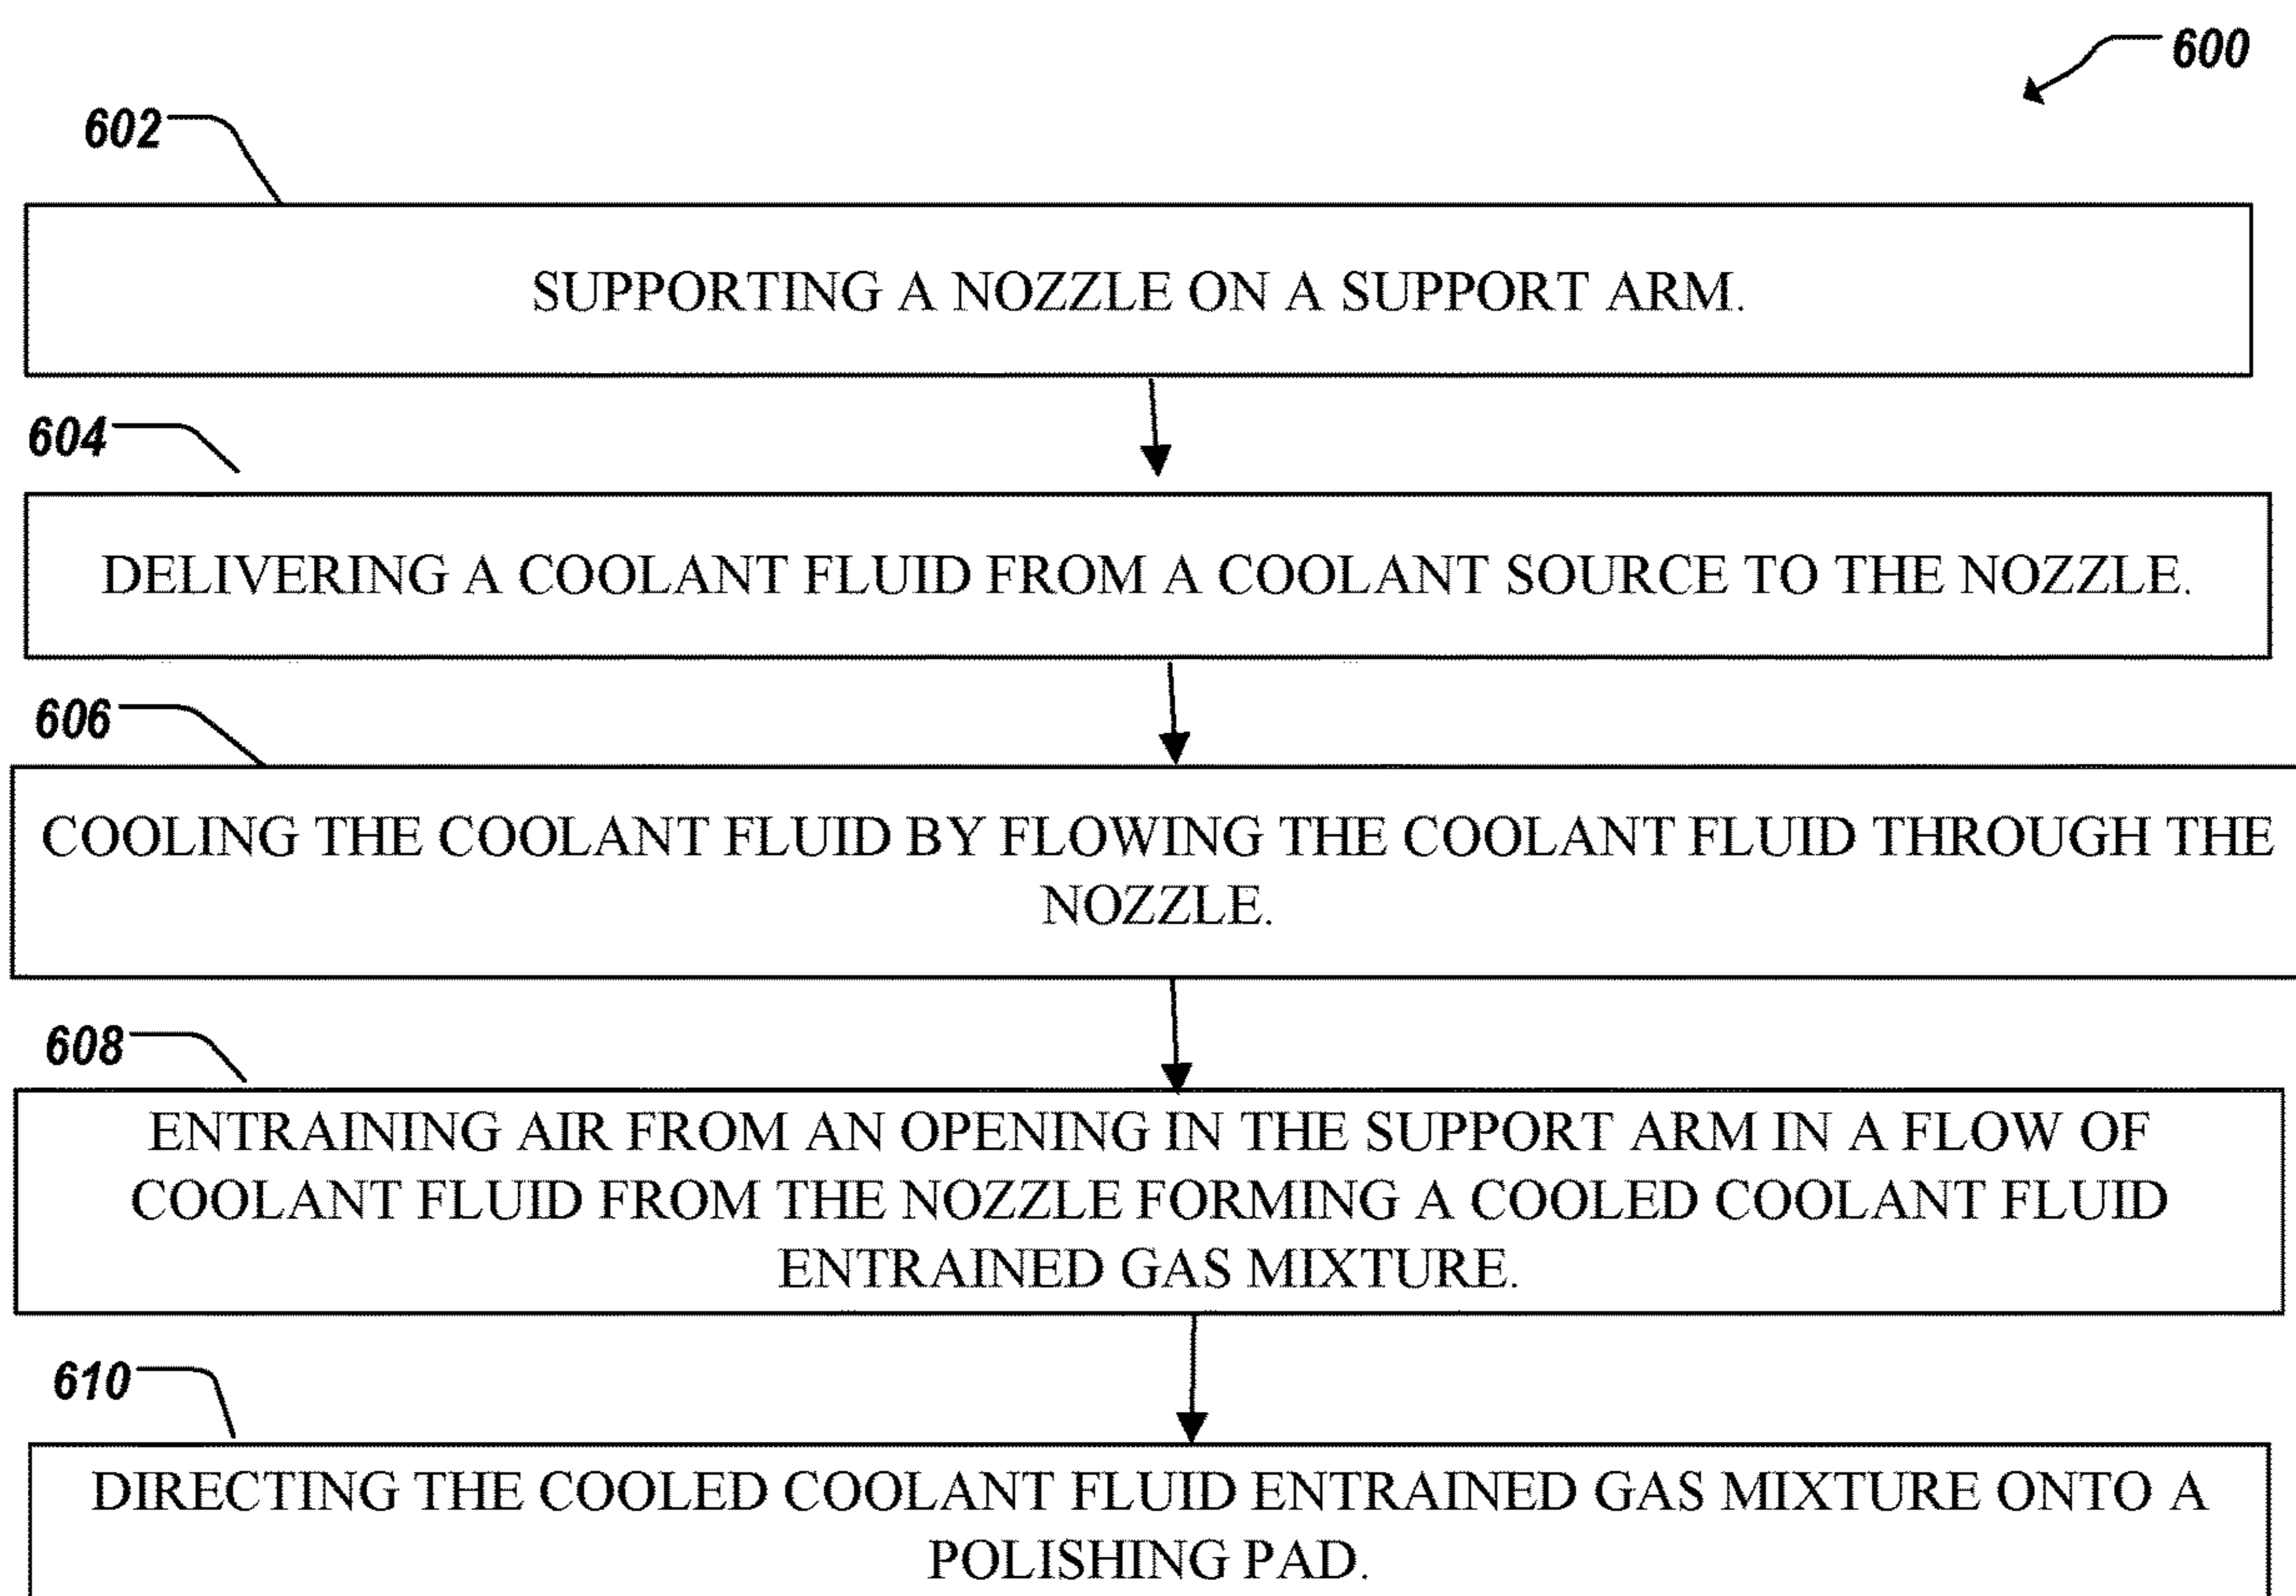 600
602
SUPPORTING A NOZZLE ON A SUPPORT ARM.
604
DELIVERING A COOLANT FLUID FROM A COOLANT SOURCE TO THE NOZZLE.
606
COOLING THE COOLANT FLUID BY FLOWING THE COOLANT FLUID THROUGH THE
NOZZLE.
608
ENTRAINING AIR FROM AN OPENING IN THE SUPPORT ARM IN A FLOW OF
COOLANT FLUID FROM THE NOZZLE FORMING A COOLED COOLANT FLUID
ENTRAINED GAS MIXTURE.
610
DIRECTING THE COOLED COOLANT FLUID ENTRAINED GAS MIXTURE ONTO A
POLISHING PAD.